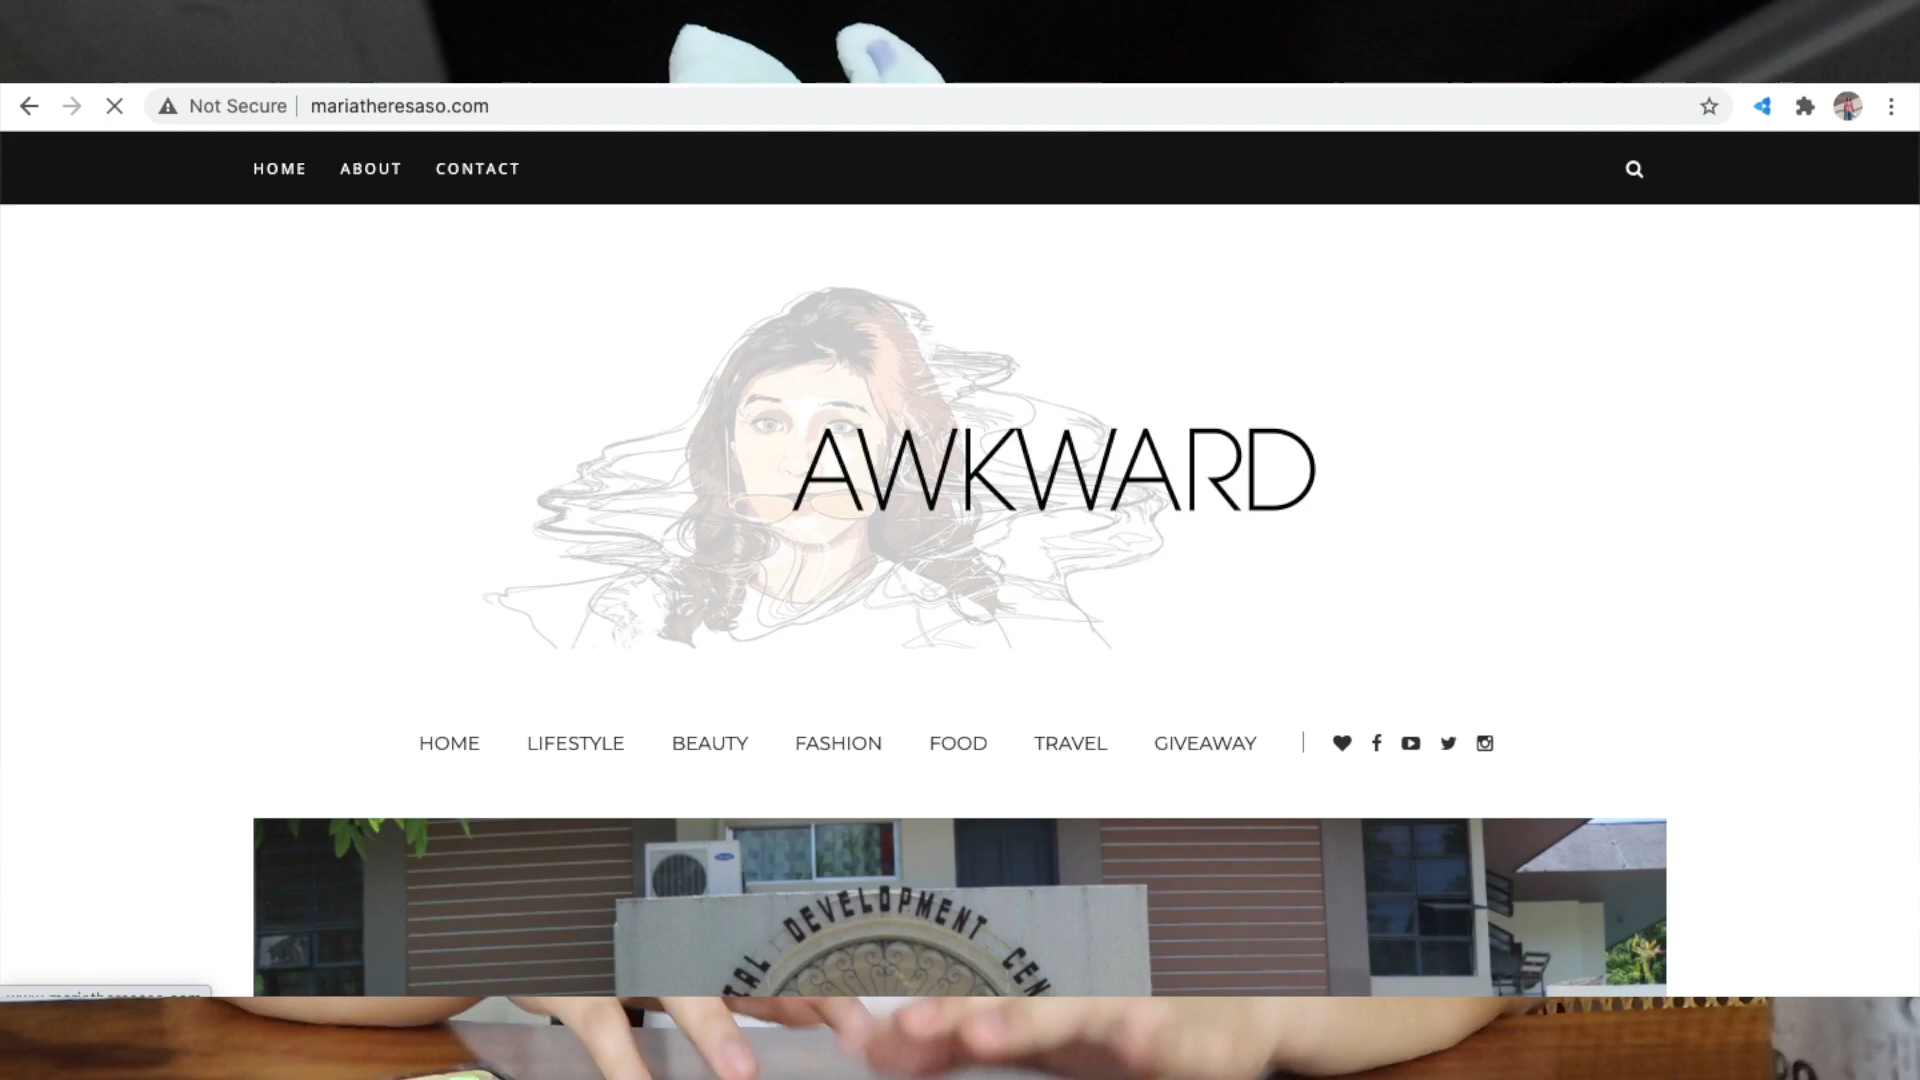 Not Secure mariatheresaso.com
HOME ABOUT CONTACT
AWKWARD
HOME LIFESTYLE BEAUTY FASHION FOOD TRAVEL GIVEAWAY
DEVELOPMENT